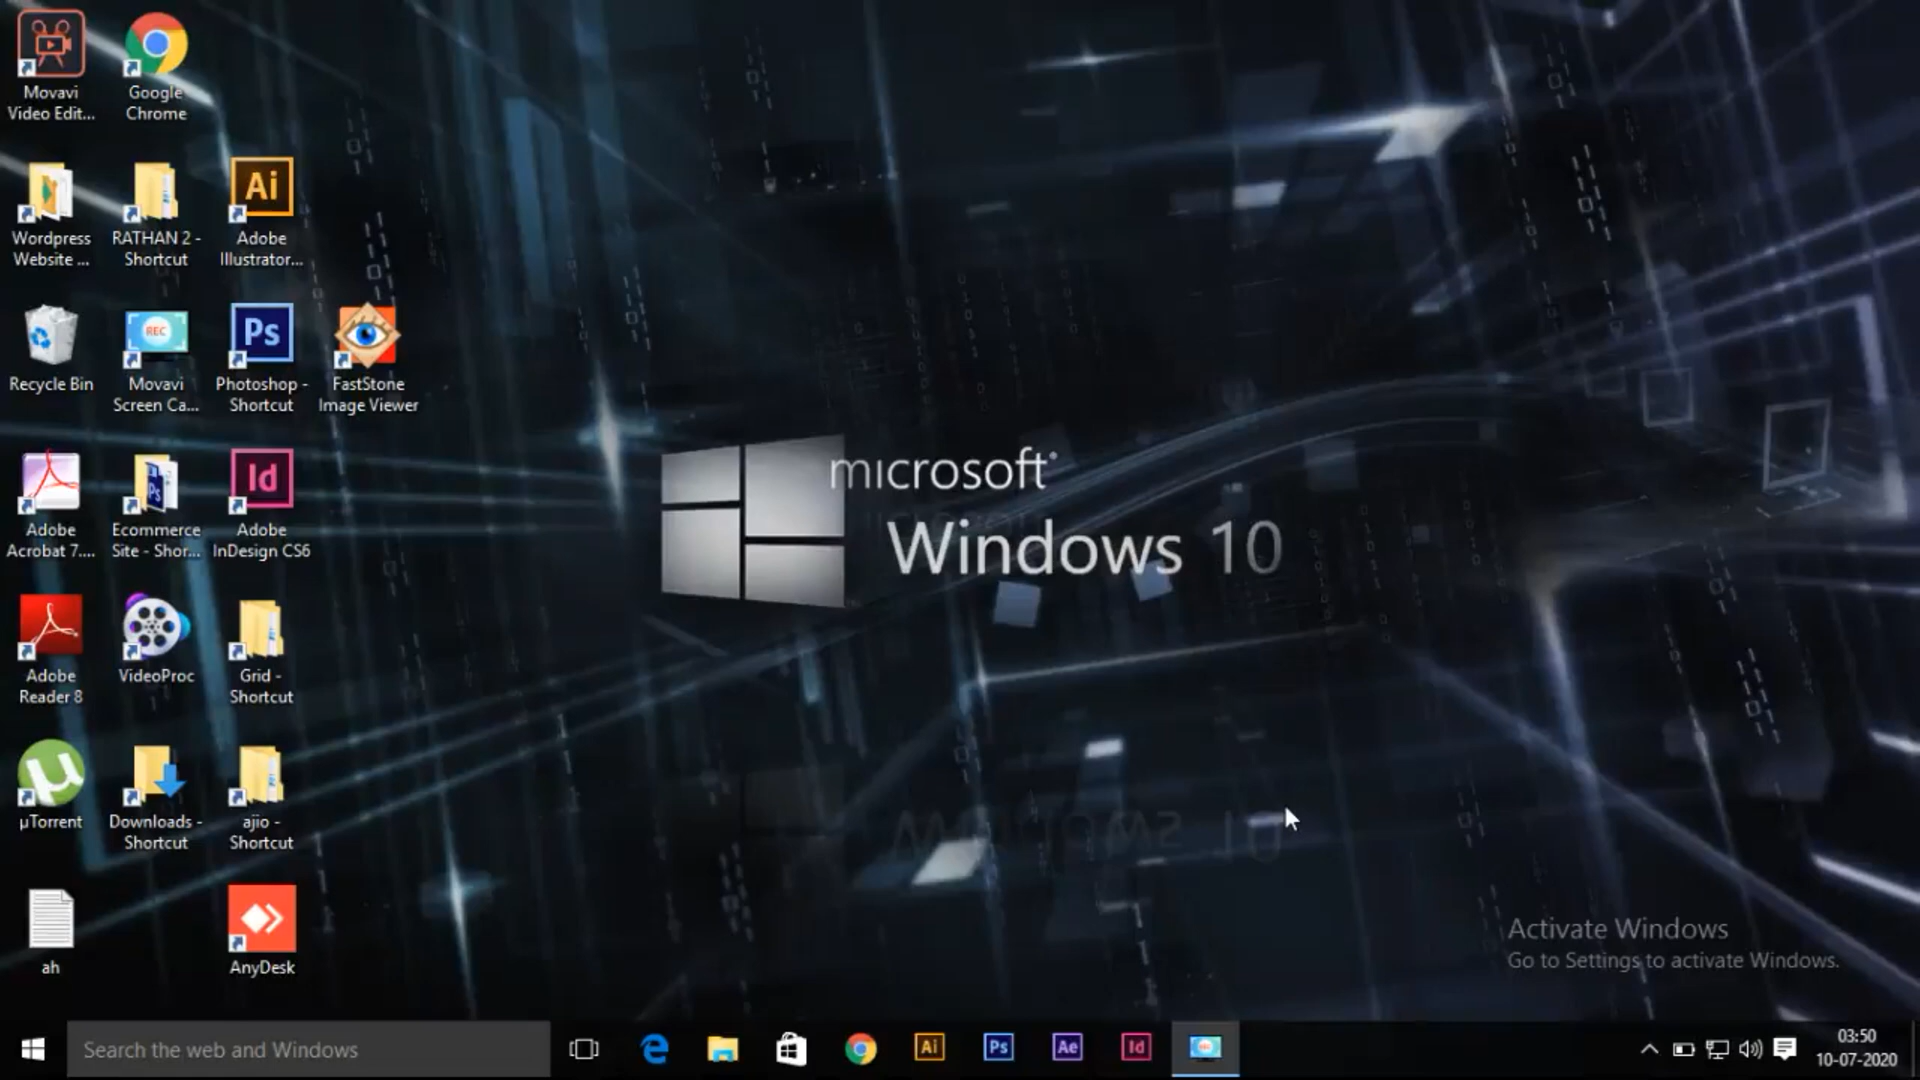 Movavi
Video Edit...
Google
Chrome
Wordpress
Website ...
RATHAN 2 -
Shortcut
Ai
Adobe
Illustrator...
Recycle Bin
REC
Movavi
Screen Ca...
Ps
Photoshop -
Shortcut
FastStone
Image Viewer
Adobe
Acrobat 7....
Ps
Ecommerce
Site - Shor...
Id
Adobe
InDesign CS6
microsoft
Windows 10
Adobe
Reader 8
VideoProc
Grid -
Shortcut
µ
µTorrent
Downloads -
Shortcut
ajio -
Shortcut
ah
AnyDesk
Activate Windows
Go to Settings to activate Windows.
Search the web and Windows
Ai
Ps
Ae
Id
03:50
10-07-2020